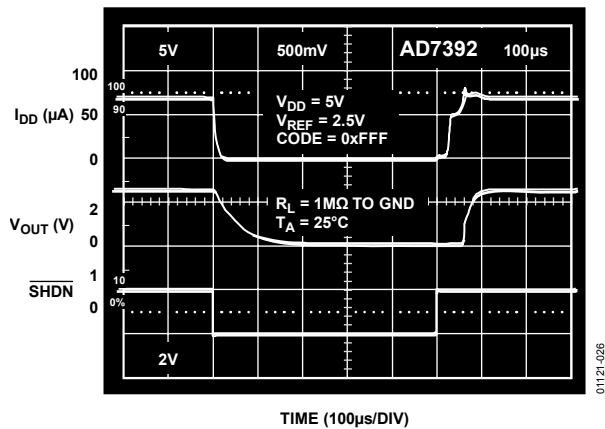 5V 500mV AD7392 100µs
100
100
90
I_DD (µA) 50
V_DD = 5V
V_REF = 2.5V
CODE = 0xFFF
0
2
V_OUT (V)
0
R_L = 1MΩ TO GND
T_A = 25°C
1
10
SHDN
0
0%
2V
01121-026
TIME (100µs/DIV)